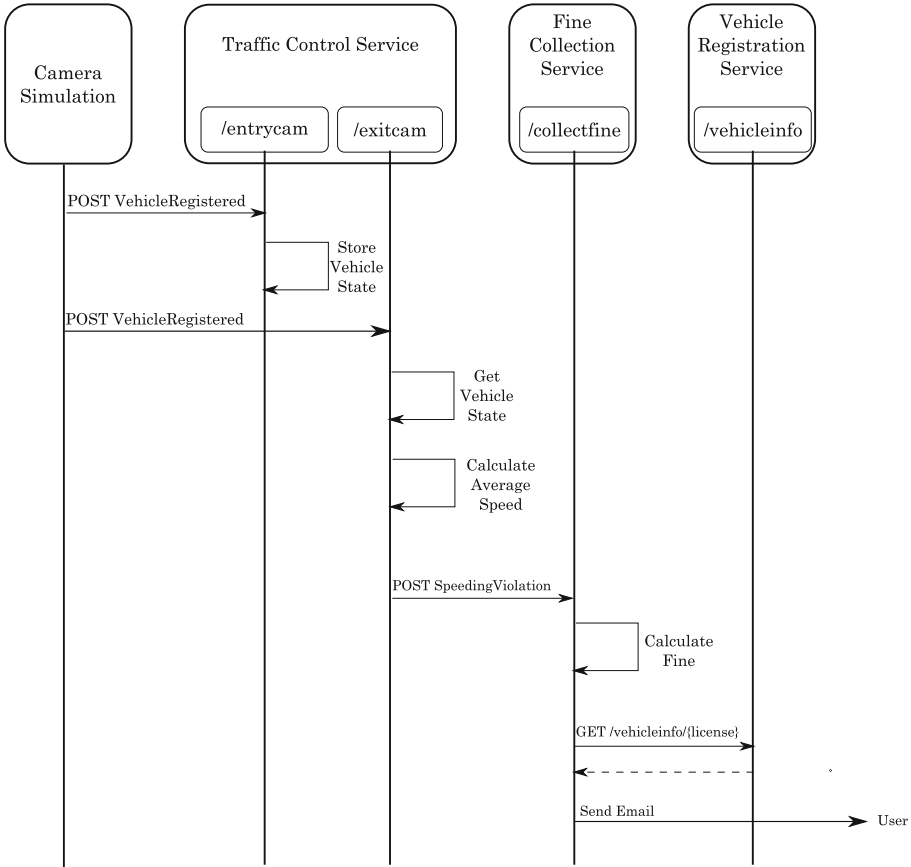 Camera
Simulation
Traffic Control Service
/entrycam
/exitcam
Fine
Collection
Service
/collectfine
Vehicle
Registration
Service
/vehicleinfo
POST VehicleRegistered
Store
Vehicle
State
POST VehicleRegistered
Get
Vehicle
State
Calculate
Average
Speed
POST SpeedingViolation
Calculate
Fine
GET /vehicleinfo/{license}
Send Email
User